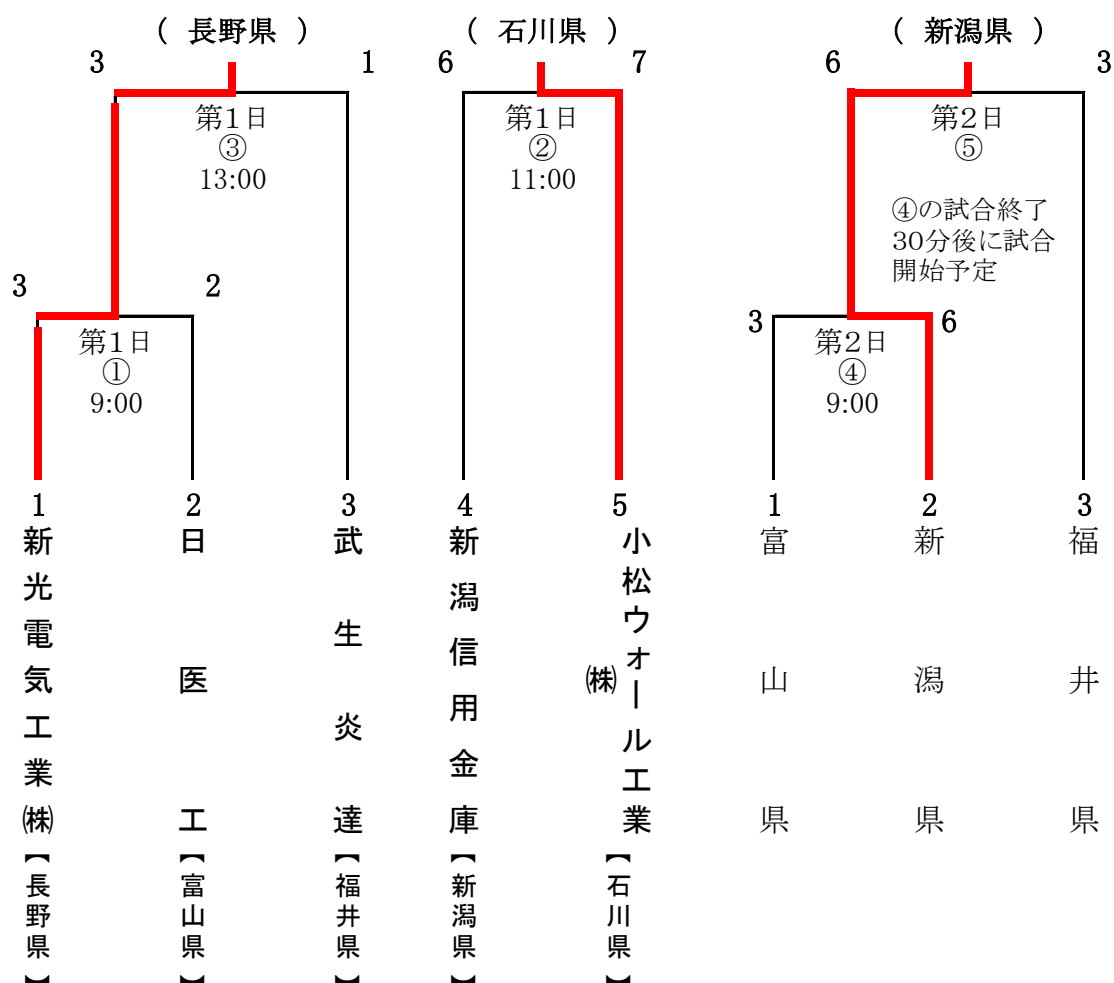 ( 長野県 )
( 石川県 )
( 新潟県 )
3
1
6
7
6
3
第1日
③
13:00
第1日
②
11:00
第2日
⑤
④の試合終了
30分後に試合
開始予定
3
2
第1日
①
9:00
3
6
第2日
④
9:00
1
2
3
4
5
1
2
3
新光電気工業㈱
【長野県】
日医工
【富山県】
武生炎達
【福井県】
新潟信用金庫
【新潟県】
小松ウォール工業
㈱
【石川県】
富山県
新潟県
福井県